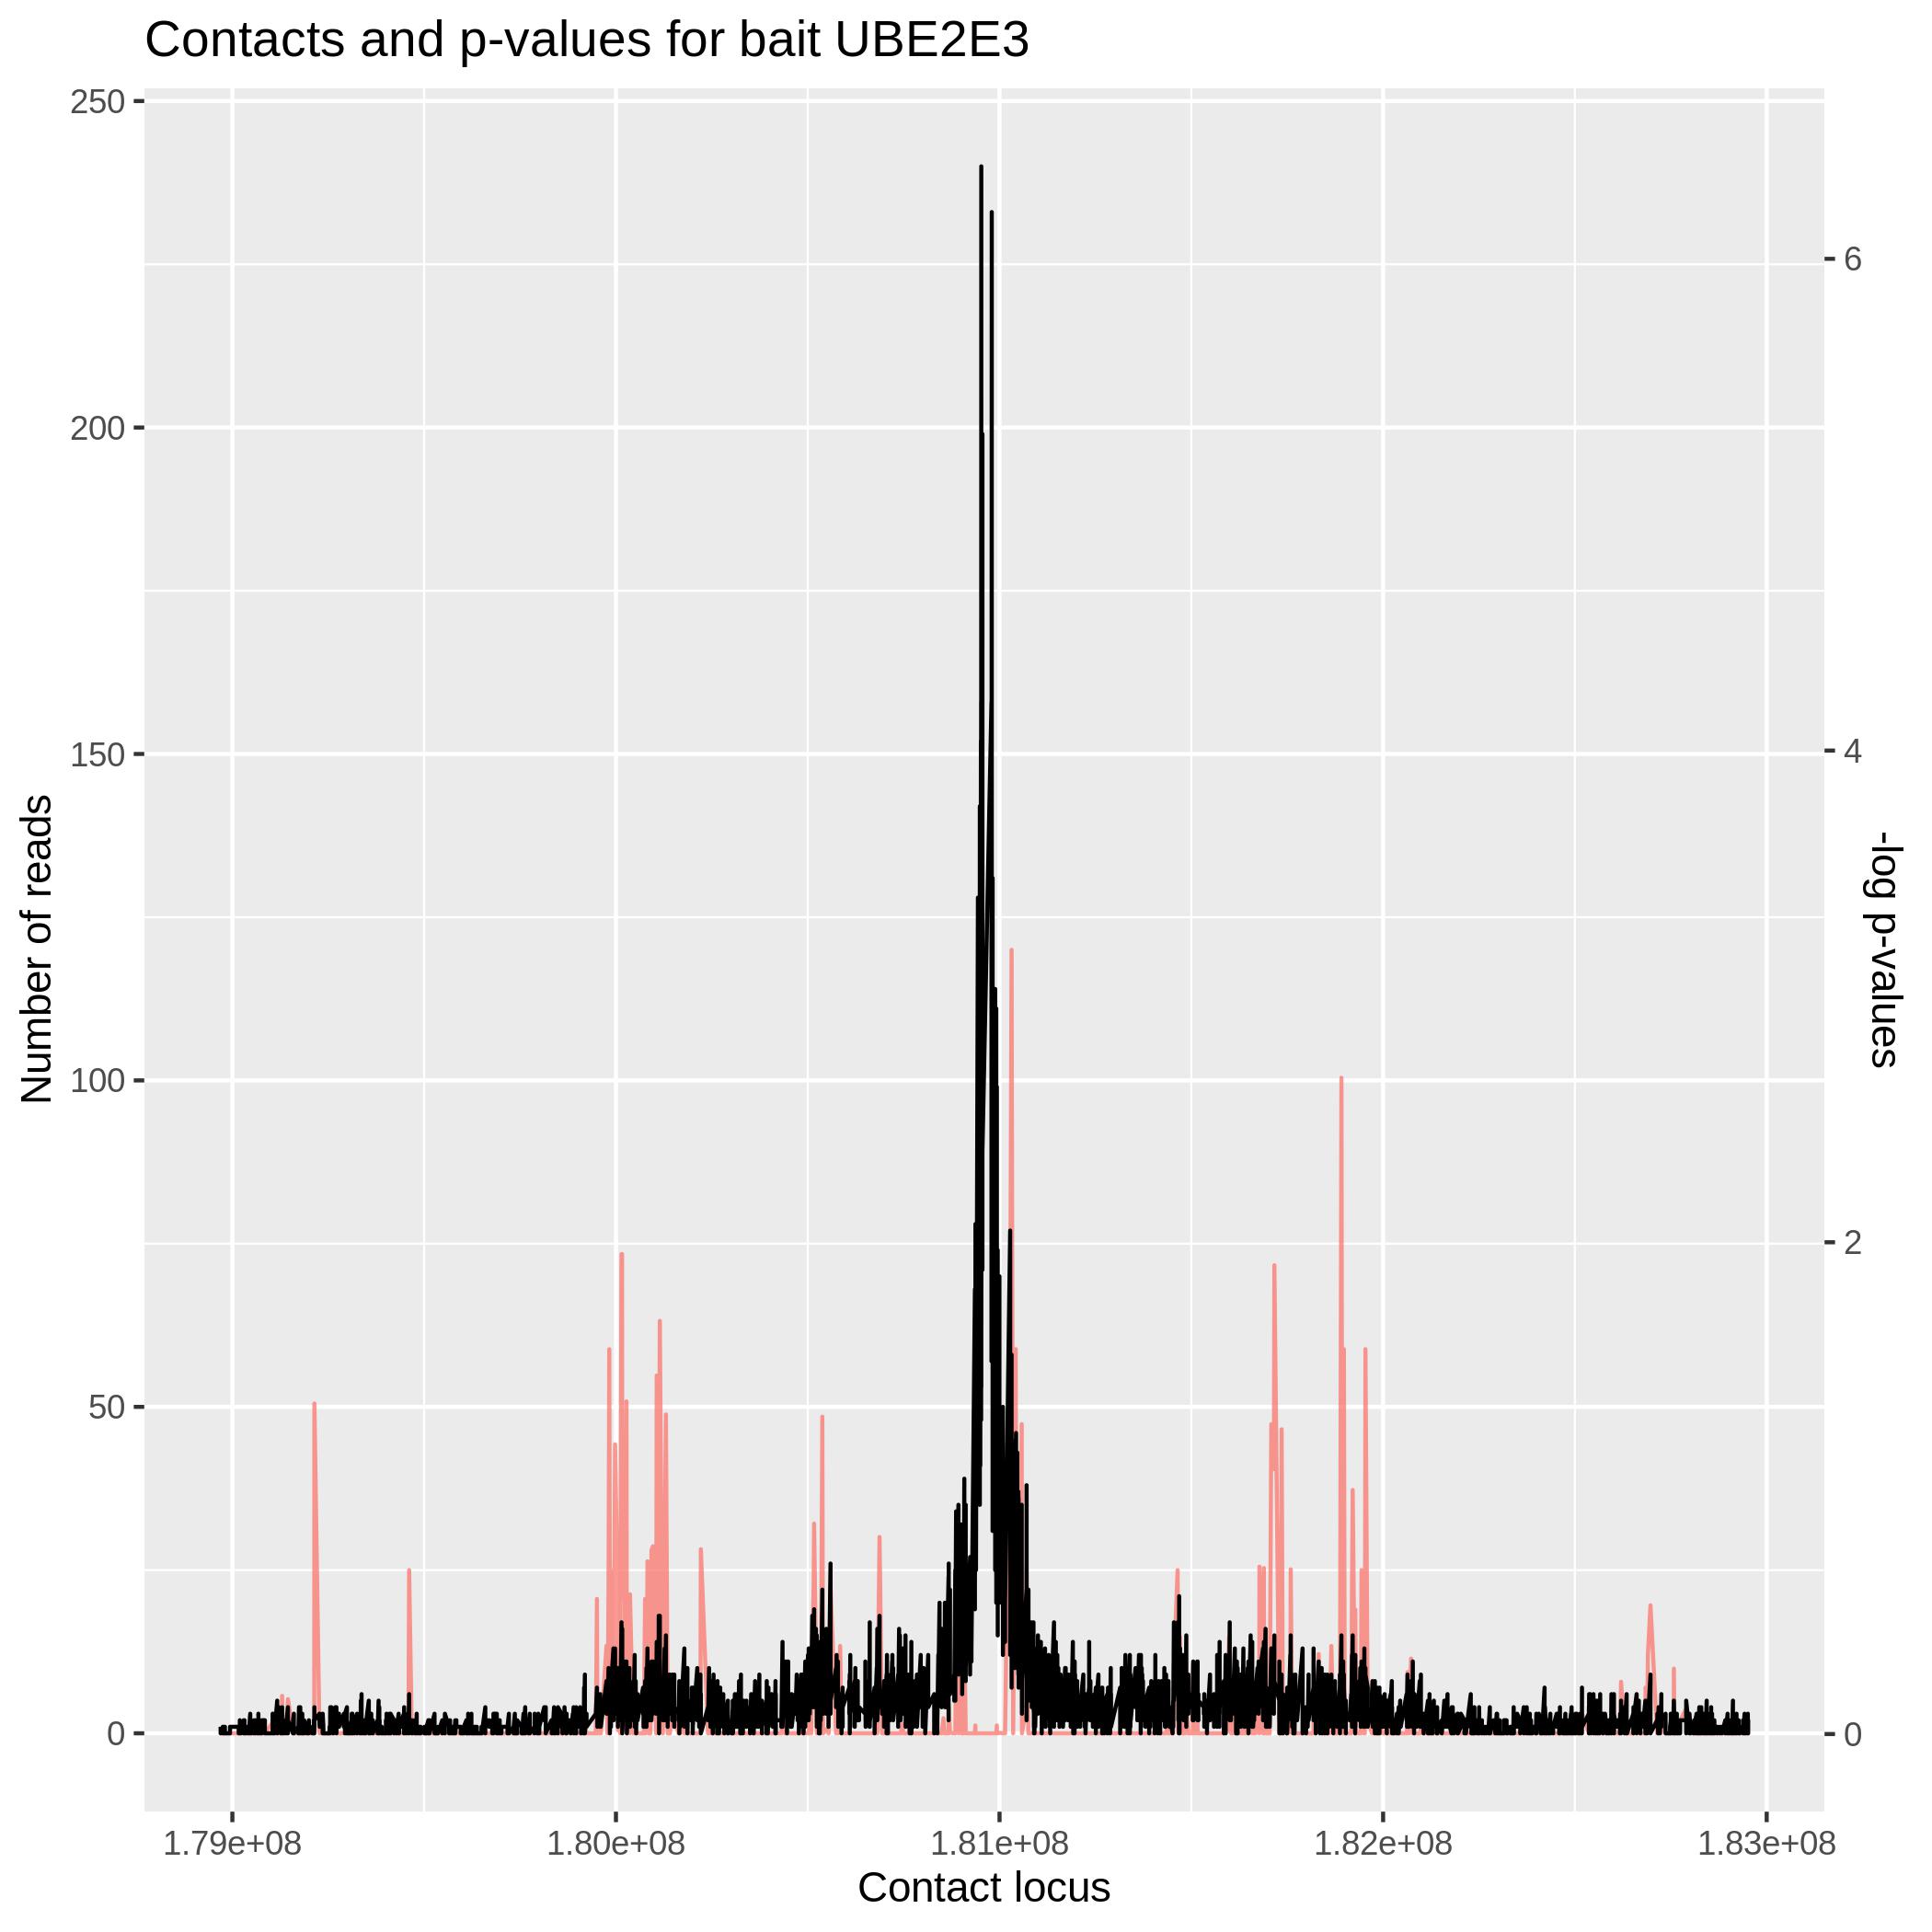 Contacts and p-values for bait UBE2E3
250
200
150
100
50
0
Number of reads
6
4
2
0
-log p-values
1.79e+08
1.80e+08
1.81e+08
1.82e+08
1.83e+08
Contact locus